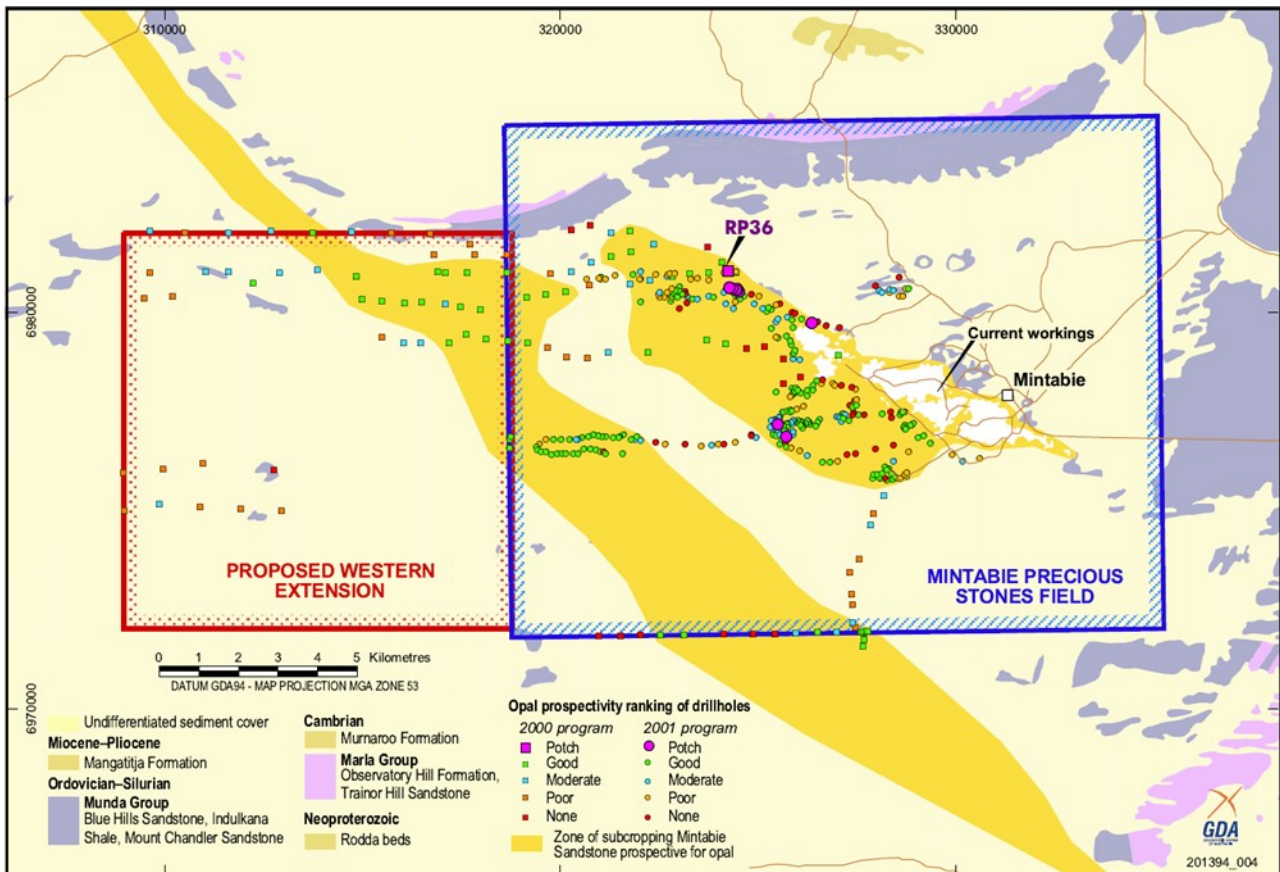 310000
320000
330000
6980000
6970000
RP36
Current workings
Mintabie
PROPOSED WESTERN
EXTENSION
MINTABIE PRECIOUS
STONES FIELD
0 1 2 3 4 5 Kilometres
DATUM GDA94 - MAP PROJECTION MGA ZONE 53
Undifferentiated sediment cover
Miocene–Pliocene
Mangatitja Formation
Ordovician–Silurian
Munda Group
Blue Hills Sandstone, Indulkana
Shale, Mount Chandler Sandstone
Cambrian
Murnaroo Formation
Marla Group
Observatory Hill Formation,
Trainor Hill Sandstone
Neoproterozoic
Rodda beds
Opal prospectivity ranking of drillholes
2000 program
Potch
Good
Moderate
Poor
None
2001 program
Potch
Good
Moderate
Poor
None
Zone of subcropping Mintabie
Sandstone prospective for opal
GDA
201394_004